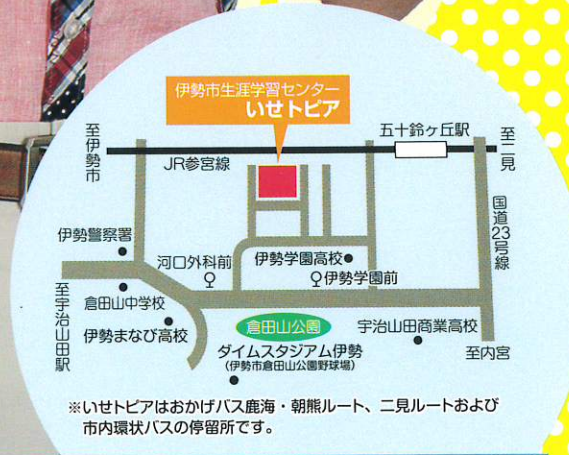 伊勢市生涯学習センター
いせトピア
至伊勢市
JR参宮線
五十鈴ヶ丘駅
至二見
国道23号線
伊勢警察署
河口外科前
伊勢学園高校
伊勢学園前
至宇治山田駅
倉田山中学校
伊勢まなび高校
倉田山公園
宇治山田商業高校
至内宮
ダイムスタジアム伊勢
(伊勢市倉田山公園野球場)
※いせトピアはおかげバス鹿海・朝熊ルート、二見ルートおよび
市内環状バスの停留所です。